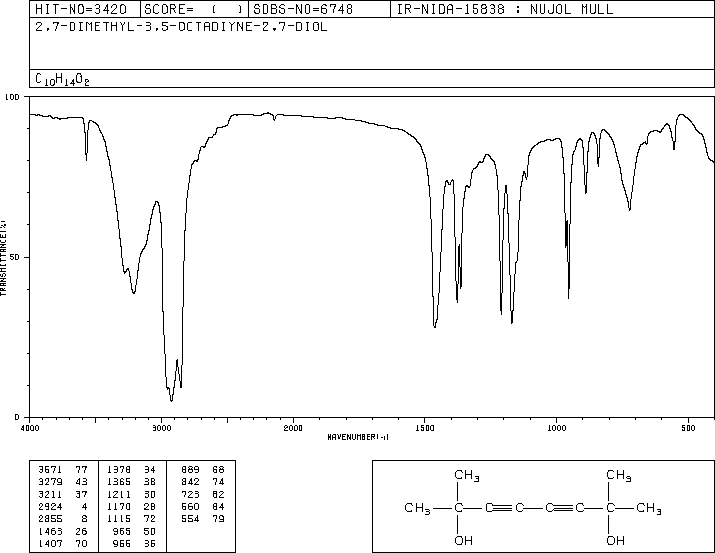 HIT-NO=3420 SCORE= ( ) SDBS-NO=6748 IR-NIDA-15838 : NUJOL MULL
2,7-DIMETHYL-3,5-OCTADIYNE-2,7-DIOL
C10H14O2
100
50
0
TRANSMITTANCE(%)
4000 3000 2000 1500 1000 500
WAVENUMBER(-1)
3571 77 1378 34 889 68
3279 43 1365 38 842 74
3211 37 1211 30 723 62
2924 4 1170 28 660 84
2855 8 1115 72 554 79
1463 26 965 50
1407 70 956 36
CH3 CH3
CH3—C—C≡C—C≡C—C—CH3
OH OH